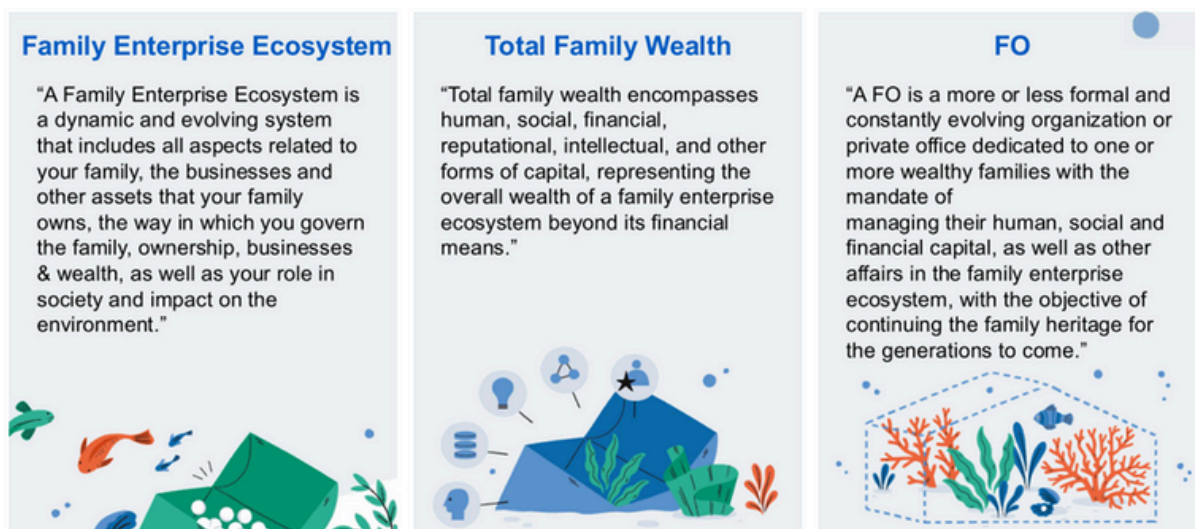 Family Enterprise Ecosystem
“A Family Enterprise Ecosystem is
a dynamic and evolving system
that includes all aspects related to
your family, the businesses and
other assets that your family
owns, the way in which you govern
the family, ownership, businesses
& wealth, as well as your role in
society and impact on the
environment.”
Total Family Wealth
“Total family wealth encompasses
human, social, financial,
reputational, intellectual, and other
forms of capital, representing the
overall wealth of a family enterprise
ecosystem beyond its financial
means.”
FO
“A FO is a more or less formal and
constantly evolving organization or
private office dedicated to one or
more wealthy families with the
mandate of
managing their human, social and
financial capital, as well as other
affairs in the family enterprise
ecosystem, with the objective of
continuing the family heritage for
the generations to come.”